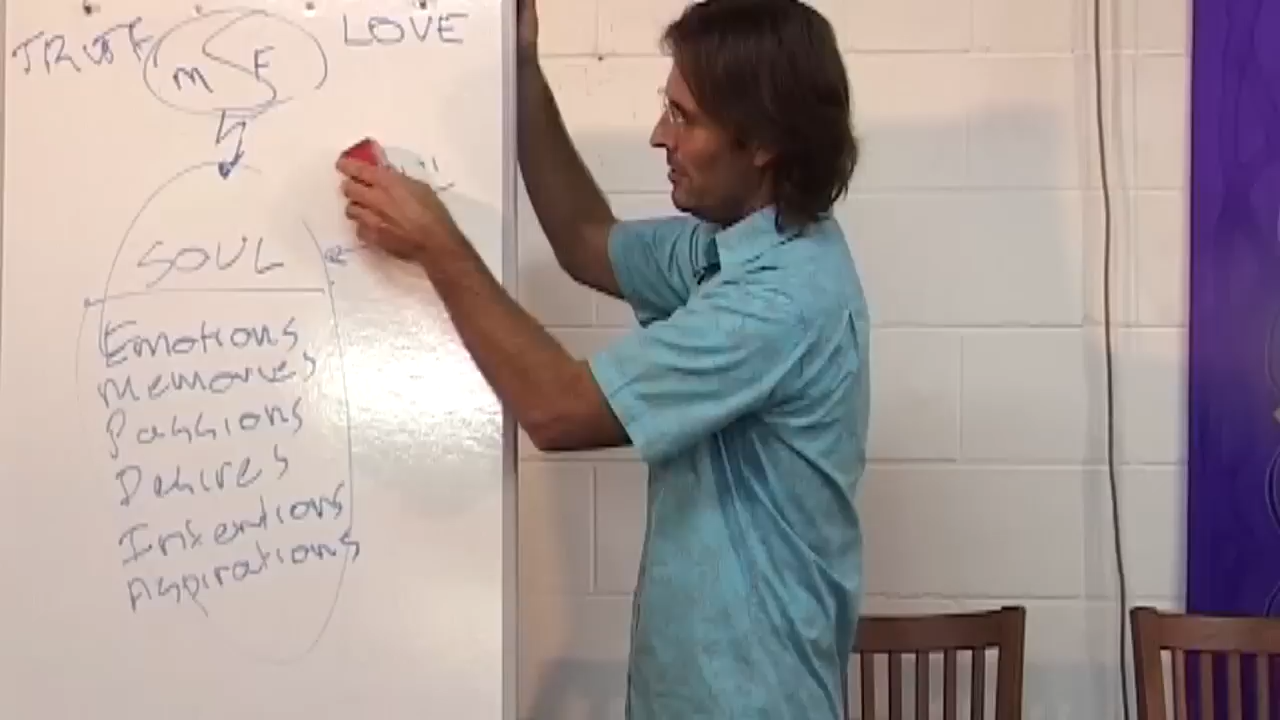 TRUTH
LOVE
M F
SOUL
Emotions
Memories
Passions
Desires
Intentions
Aspirations